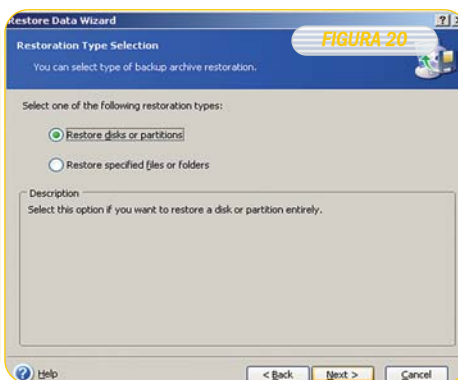 Restore Data Wizard
FIGURA 20
Restoration Type Selection
You can select type of backup archive restoration.
Select one of the following restoration types:
Restore disks or partitions
Restore specified files or folders
Description
Select this option if you want to restore a disk or partition entirely.
Help
< Back
Next >
Cancel